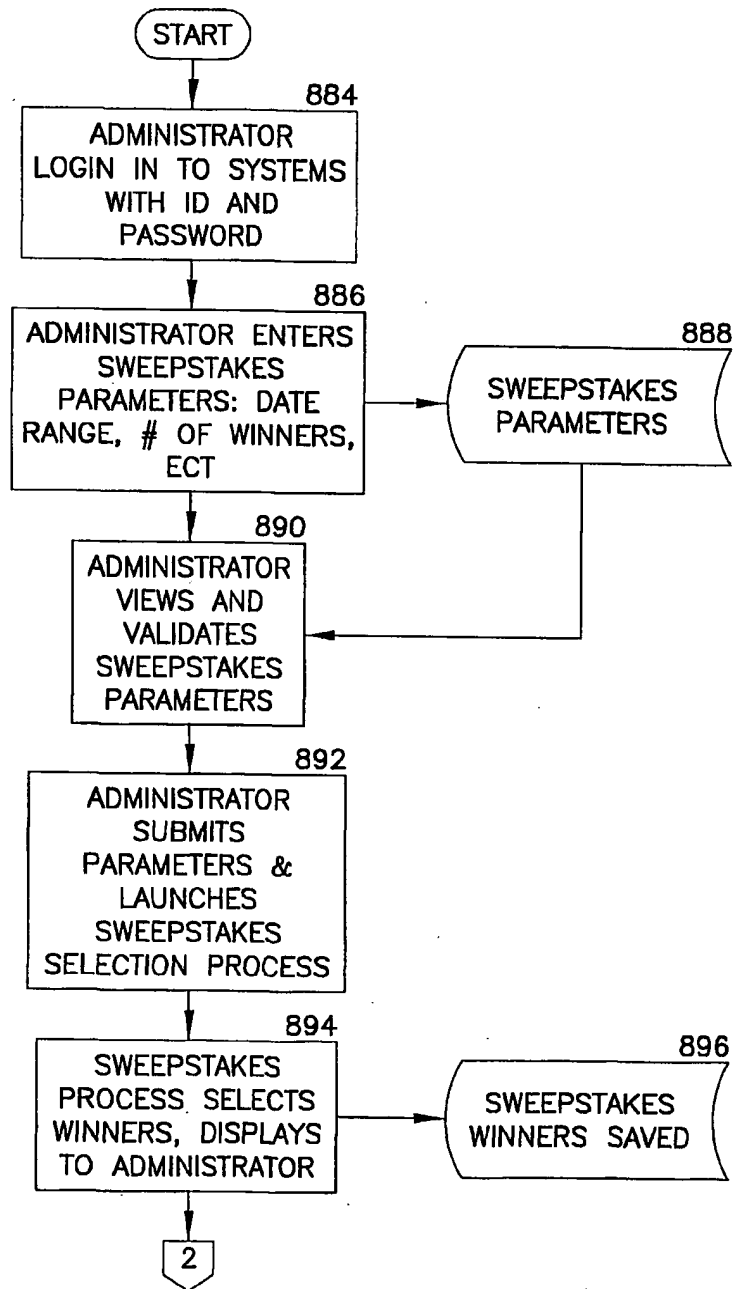 START
884
ADMINISTRATOR
LOGIN IN TO SYSTEMS
WITH ID AND
PASSWORD
886
ADMINISTRATOR ENTERS
SWEEPSTAKES
PARAMETERS: DATE
RANGE, # OF WINNERS,
ECT
888
SWEEPSTAKES
PARAMETERS
890
ADMINISTRATOR
VIEWS AND
VALIDATES
SWEEPSTAKES
PARAMETERS
892
ADMINISTRATOR
SUBMITS
PARAMETERS &
LAUNCHES
SWEEPSTAKES
SELECTION PROCESS
894
SWEEPSTAKES
PROCESS SELECTS
WINNERS, DISPLAYS
TO ADMINISTRATOR
896
SWEEPSTAKES
WINNERS SAVED
2